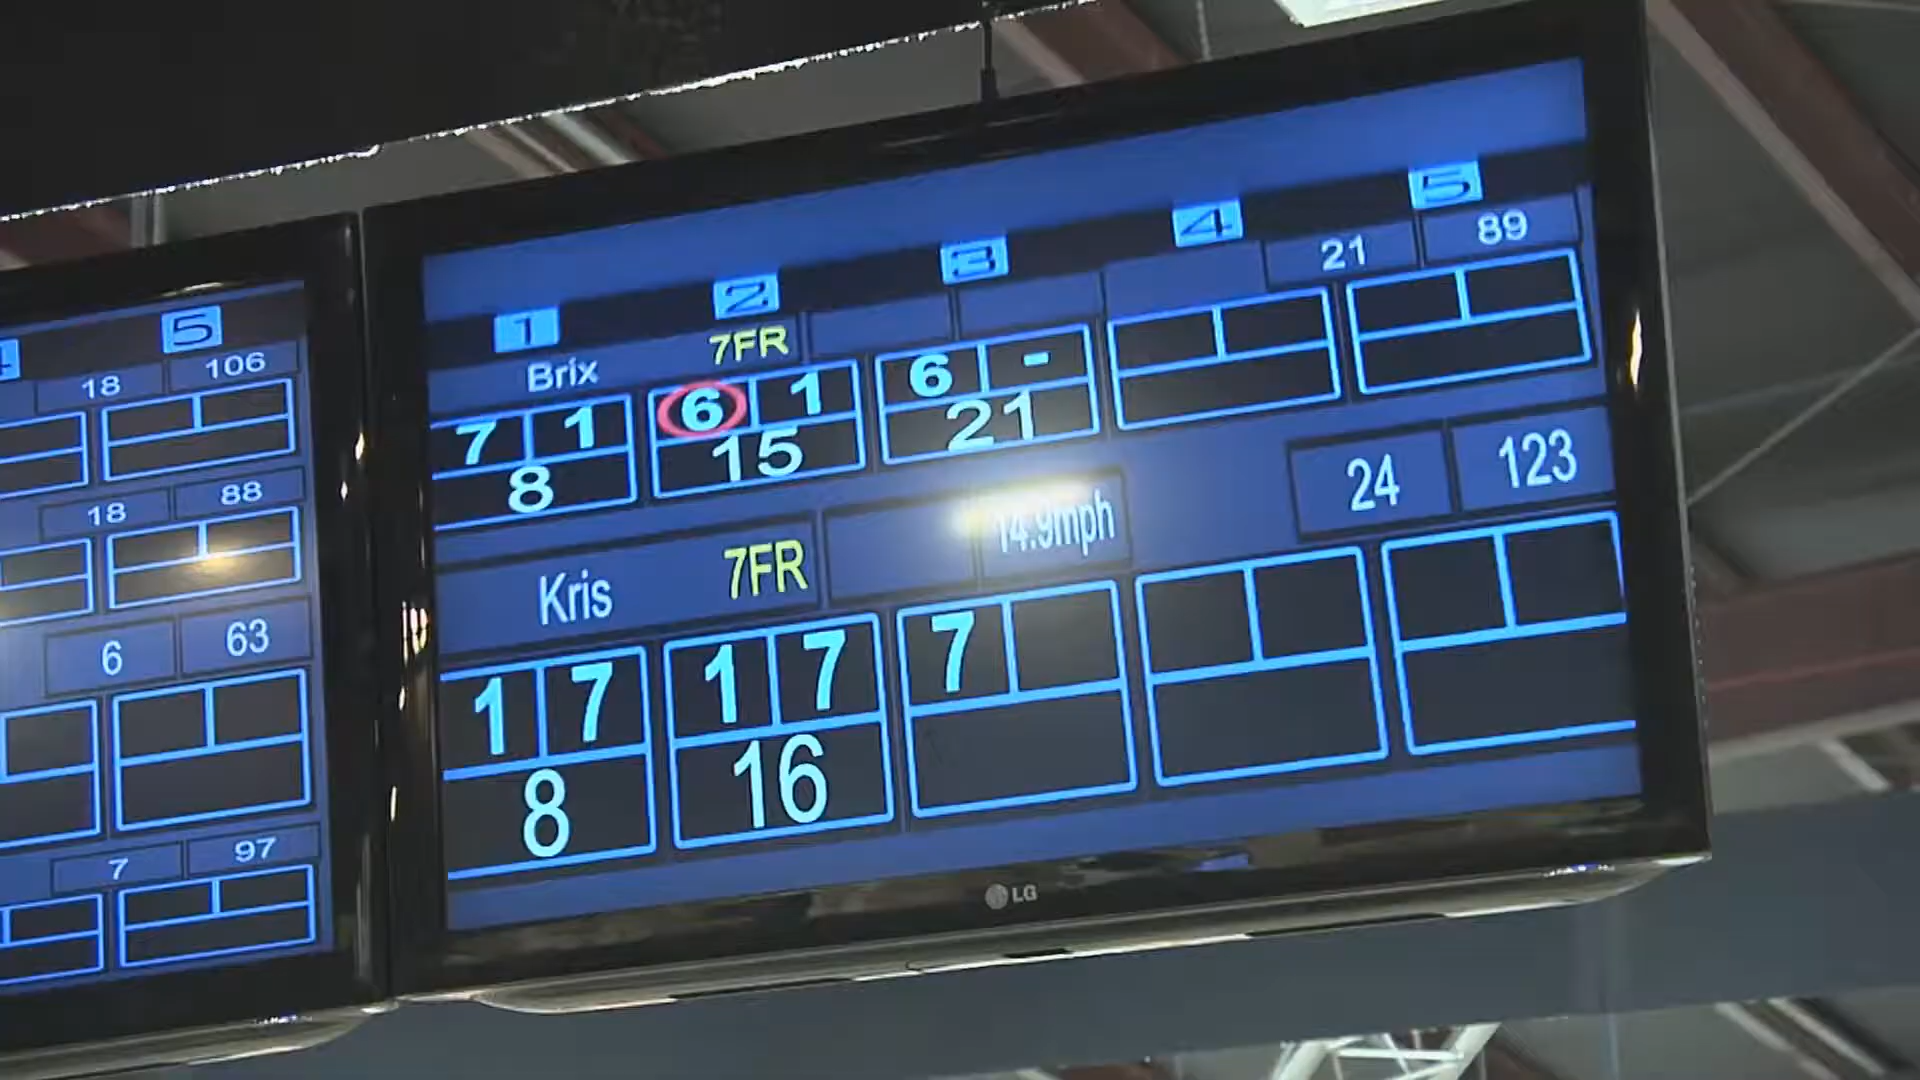 5
18 106
18 88
6 63
7 97
1 2 3 4 5
Brix 7FR 21 89
7 1 6 1 6 -
8 15 21
Kris 7FR 14.9mph 24 123
1 7 1 7 7
8 16
LG